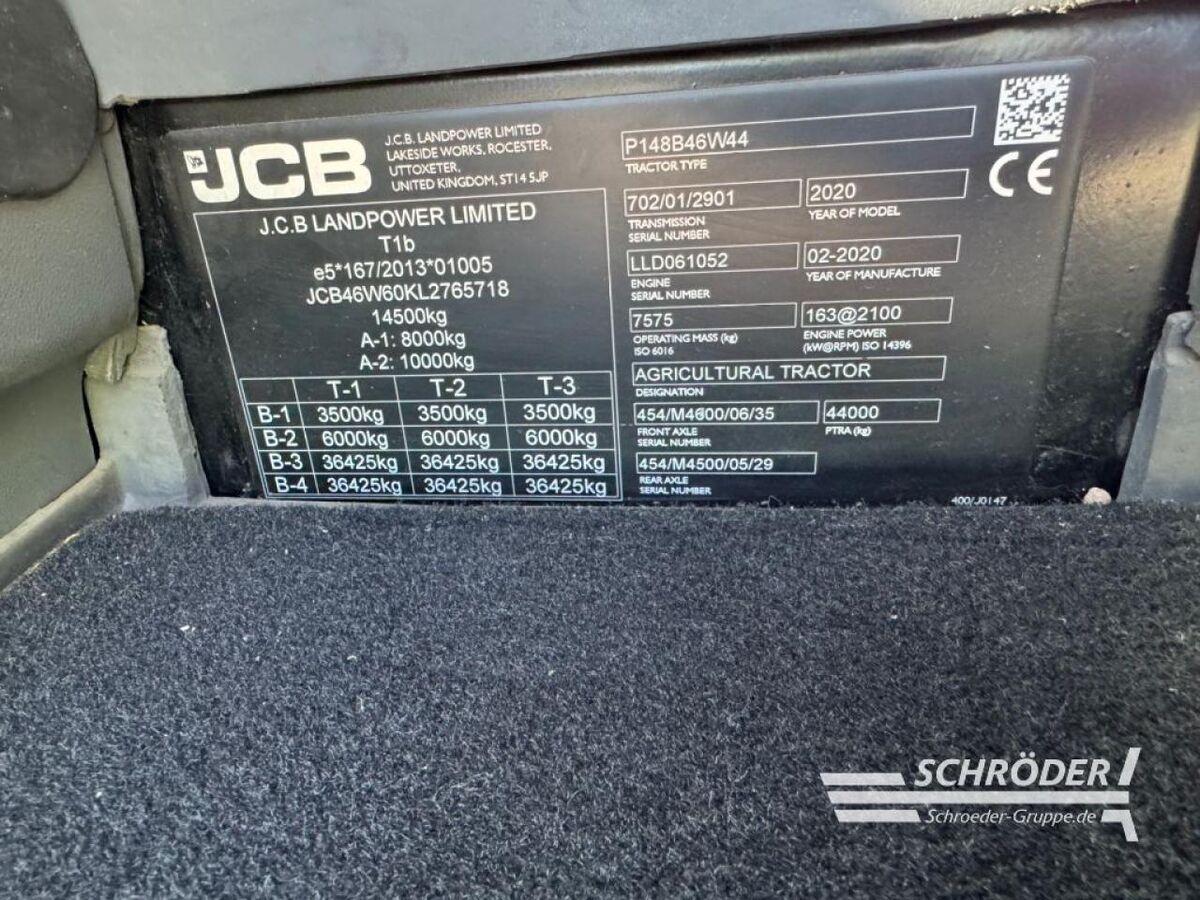 JCB
J.C.B. LANDPOWER LIMITED
LAKESIDE WORKS, ROCESTER,
UTTOXETER,
UNITED KINGDOM, ST14 5JP
J.C.B LANDPOWER LIMITED
T1b
e5*167/2013*01005
JCB46W60KL2765718
14500kg
A-1: 8000kg
A-2: 10000kg
T-1 T-2 T-3
B-1 3500kg 3500kg 3500kg
B-2 6000kg 6000kg 6000kg
B-3 36425kg 36425kg 36425kg
B-4 36425kg 36425kg 36425kg
P148B46W44
TRACTOR TYPE
702/01/2901 2020
TRANSMISSION
SERIAL NUMBER
YEAR OF MODEL
LLD061052 02-2020
ENGINE
SERIAL NUMBER
YEAR OF MANUFACTURE
7575 163@2100
OPERATING MASS (kg)
ISO 6016
ENGINE POWER
(kW@RPM) ISO 14396
AGRICULTURAL TRACTOR
DESIGNATION
454/M4600/06/35 44000
FRONT AXLE
SERIAL NUMBER
PTRA (kg)
454/M4500/05/29
REAR AXLE
SERIAL NUMBER
CE
400/J0147
SCHRÖDER
Schroeder-Gruppe.de